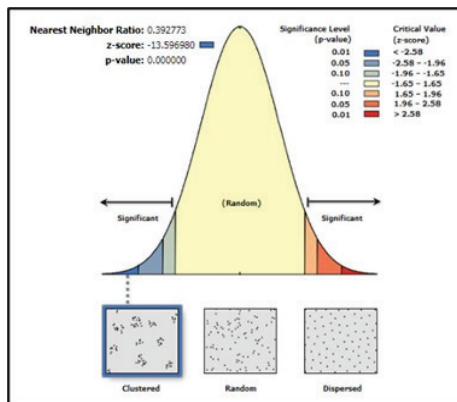 Nearest Neighbor Ratio: 0.392773
z-score: -13.596980
p-value: 0.000000
Significance Level
(p-value)
Critical Value
(z-score)
0.01 < -2.58
0.05 -2.58 - -1.96
0.10 -1.96 - -1.65
--- -1.65 - 1.65
0.10 1.65 - 1.96
0.05 1.96 - 2.58
0.01 > 2.58
(Random)
Significant
Significant
Clustered
Random
Dispersed